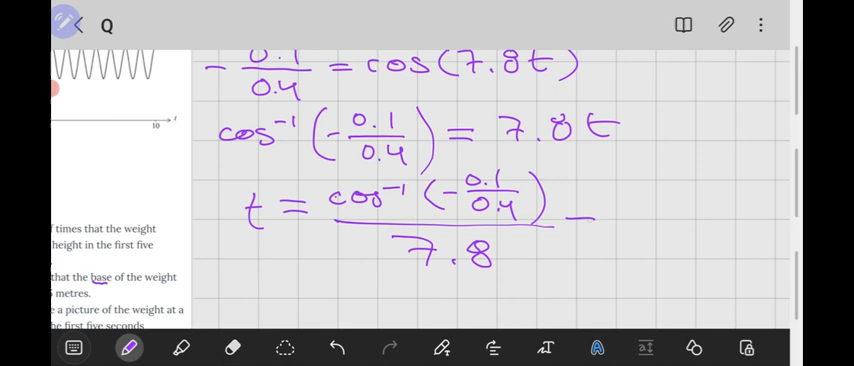 Q
- 0.1/0.4 = cos(7.8t)
cos⁻¹(-0.1/0.4) = 7.8t
t = cos⁻¹(-0.1/0.4)/7.8 -
10
t
f times that the weight
height in the first five
that the base of the weight
metres.
e a picture of the weight at a
he first five seconds